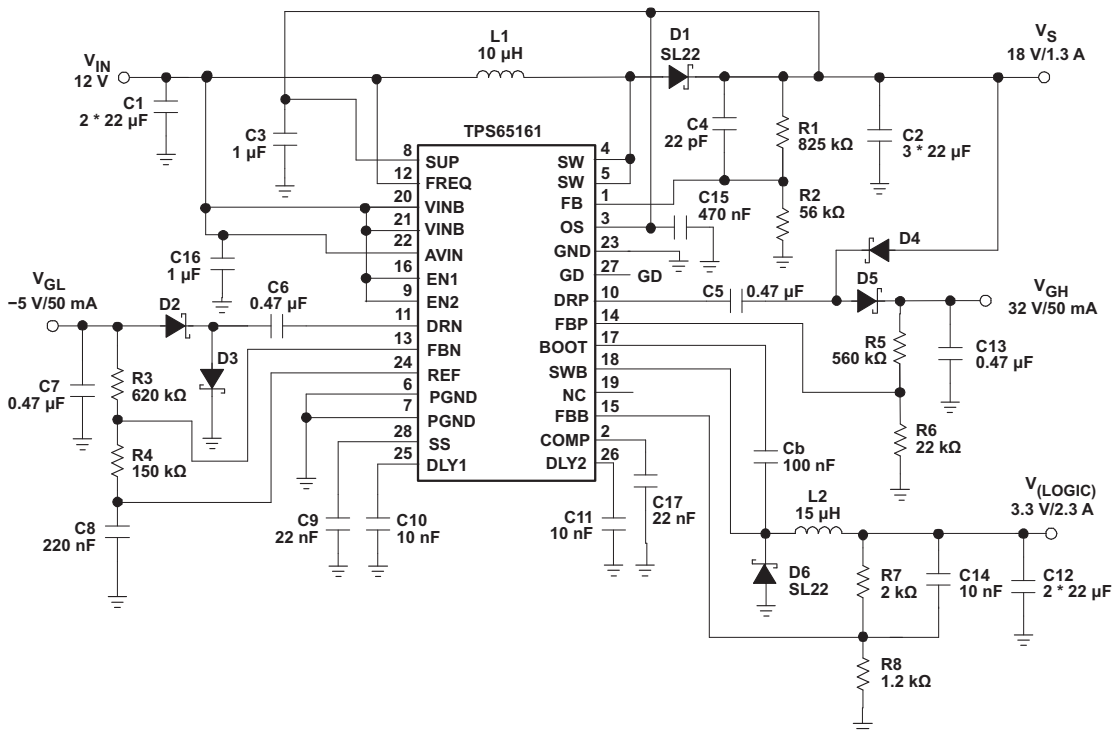 L1
10 µH
D1
SL22
V_S
18 V/1.3 A
V_IN
12 V
C1
2 * 22 µF
C3
1 µF
C4
22 pF
R1
825 kΩ
C2
3 * 22 µF
R2
56 kΩ
C15
470 nF
TPS65161
8 SUP
12 FREQ
20 VINB
21 VINB
22 AVIN
16 EN1
9 EN2
11 DRN
13 FBN
24 REF
6 PGND
7 PGND
28 SS
25 DLY1
SW 4
SW 5
FB 1
OS 3
GND 23
GD 27 GD
DRP 10
FBP 14
BOOT 17
SWB 18
NC 19
FBB 15
COMP 2
DLY2 26
C16
1 µF
V_GL
−5 V/50 mA
D2
C6
0.47 µF
D3
C7
0.47 µF
R3
620 kΩ
R4
150 kΩ
C8
220 nF
C9
22 nF
C10
10 nF
D4
C5 0.47 µF
D5
V_GH
32 V/50 mA
R5
560 kΩ
C13
0.47 µF
R6
22 kΩ
Cb
100 nF
C11
10 nF
C17
22 nF
L2
15 µH
V_(LOGIC)
3.3 V/2.3 A
D6
SL22
R7
2 kΩ
C14
10 nF
C12
2 * 22 µF
R8
1.2 kΩ